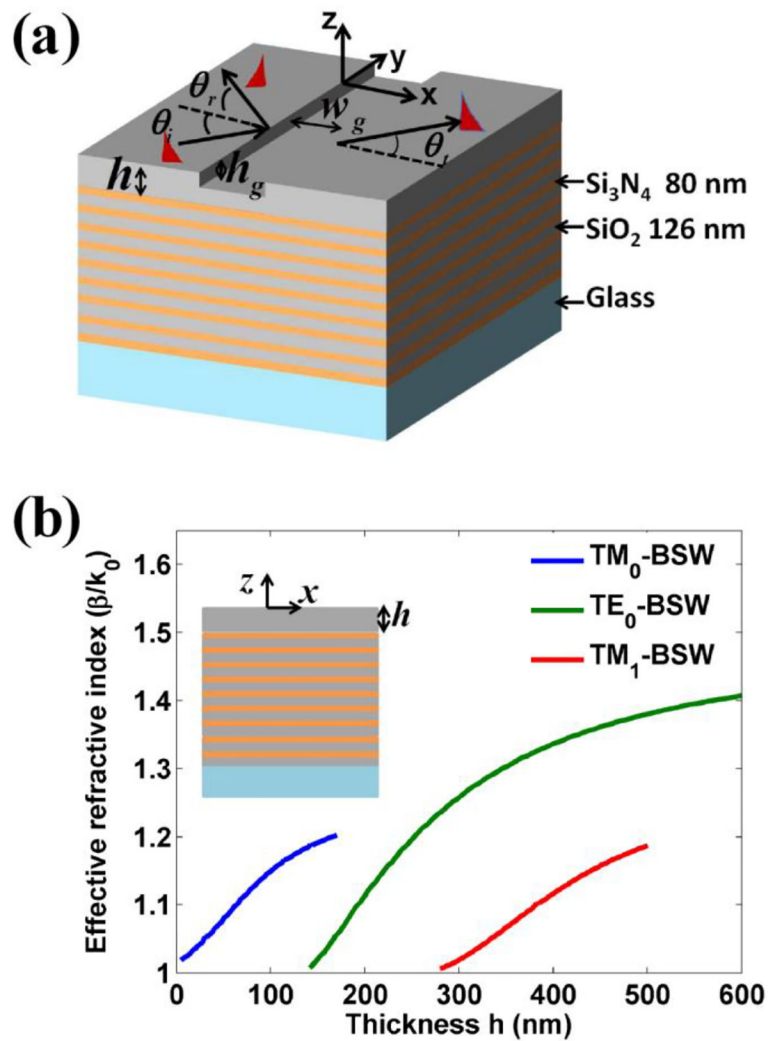 (a)
z
y
x
θr
θi
wg
θt
h
hg
Si3N4 80 nm
SiO2 126 nm
Glass
(b)
Effective refractive index (β/k0)
1.6
1.5
1.4
1.3
1.2
1.1
1
z
x
h
TM0-BSW
TE0-BSW
TM1-BSW
0 100 200 300 400 500 600
Thickness h (nm)